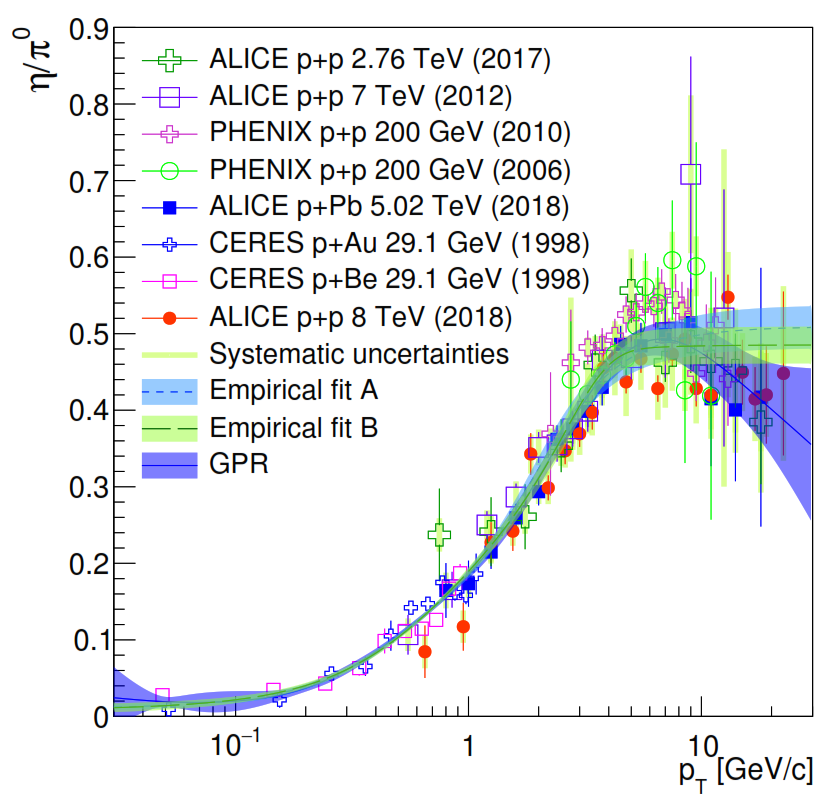 η/π⁰
0.9
0.8
0.7
0.6
0.5
0.4
0.3
0.2
0.1
0
ALICE p+p 2.76 TeV (2017)
ALICE p+p 7 TeV (2012)
PHENIX p+p 200 GeV (2010)
PHENIX p+p 200 GeV (2006)
ALICE p+Pb 5.02 TeV (2018)
CERES p+Au 29.1 GeV (1998)
CERES p+Be 29.1 GeV (1998)
ALICE p+p 8 TeV (2018)
Systematic uncertainties
Empirical fit A
Empirical fit B
GPR
10⁻¹ 1 10
p_T [GeV/c]